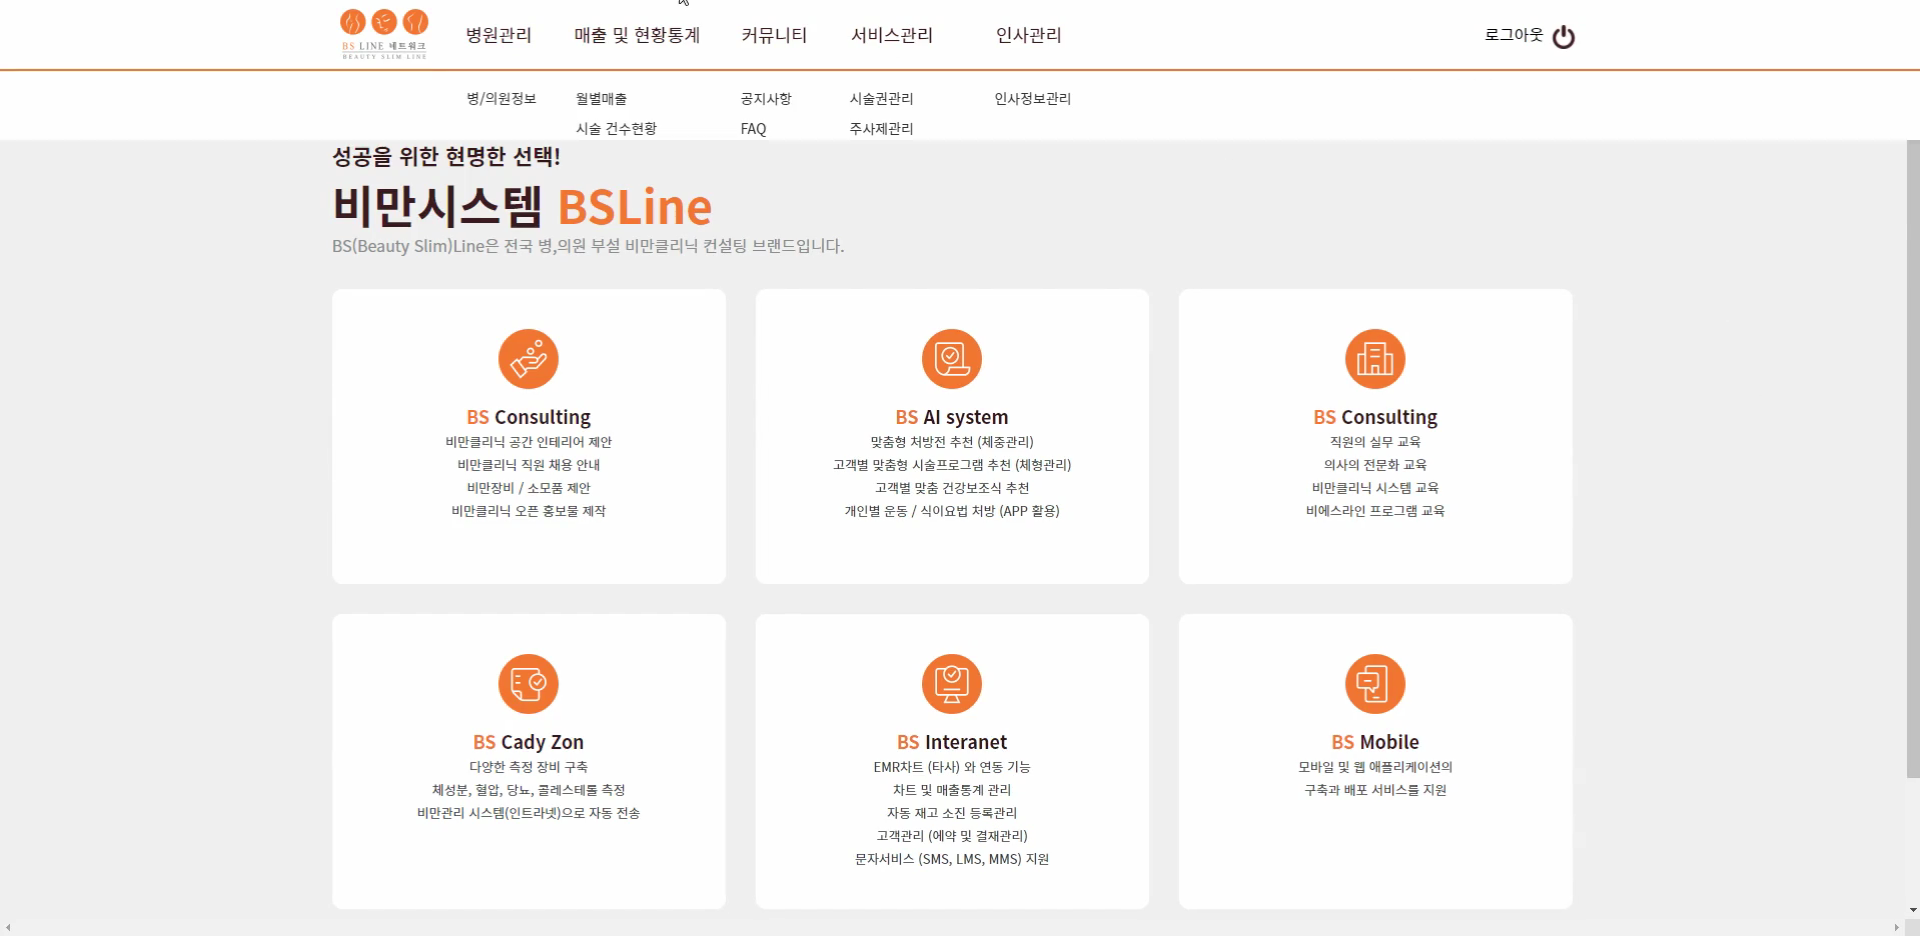 BS LINE 네트워크
BEAUTY SLIM LINE
병원관리 매출 및 현황통계 커뮤니티 서비스관리 인사관리 로그아웃
병/의원정보 월별매출 공지사항 시술권관리 인사정보관리
시술 건수현황 FAQ 주사제관리
성공을 위한 현명한 선택!
비만시스템 BSLine
BS(Beauty Slim)Line은 전국 병,의원 부설 비만클리닉 컨설팅 브랜드입니다.
BS Consulting
비만클리닉 공간 인테리어 제안
비만클리닉 직원 채용 안내
비만장비 / 소모품 제안
비만클리닉 오픈 홍보물 제작
BS AI system
맞춤형 처방전 추천 (체중관리)
고객별 맞춤형 시술프로그램 추천 (체형관리)
고객별 맞춤 건강보조식 추천
개인별 운동 / 식이요법 처방 (APP 활용)
BS Consulting
직원의 실무 교육
의사의 전문화 교육
비만클리닉 시스템 교육
비에스라인 프로그램 교육
BS Cady Zon
다양한 측정 장비 구축
체성분, 혈압, 당뇨, 콜레스테롤 측정
비만관리 시스템(인트라넷)으로 자동 전송
BS Interanet
EMR차트 (타사) 와 연동 기능
차트 및 매출통계 관리
자동 재고 소진 등록관리
고객관리 (예약 및 결재관리)
문자서비스 (SMS, LMS, MMS) 지원
BS Mobile
모바일 및 웹 애플리케이션의
구축과 배포 서비스를 지원